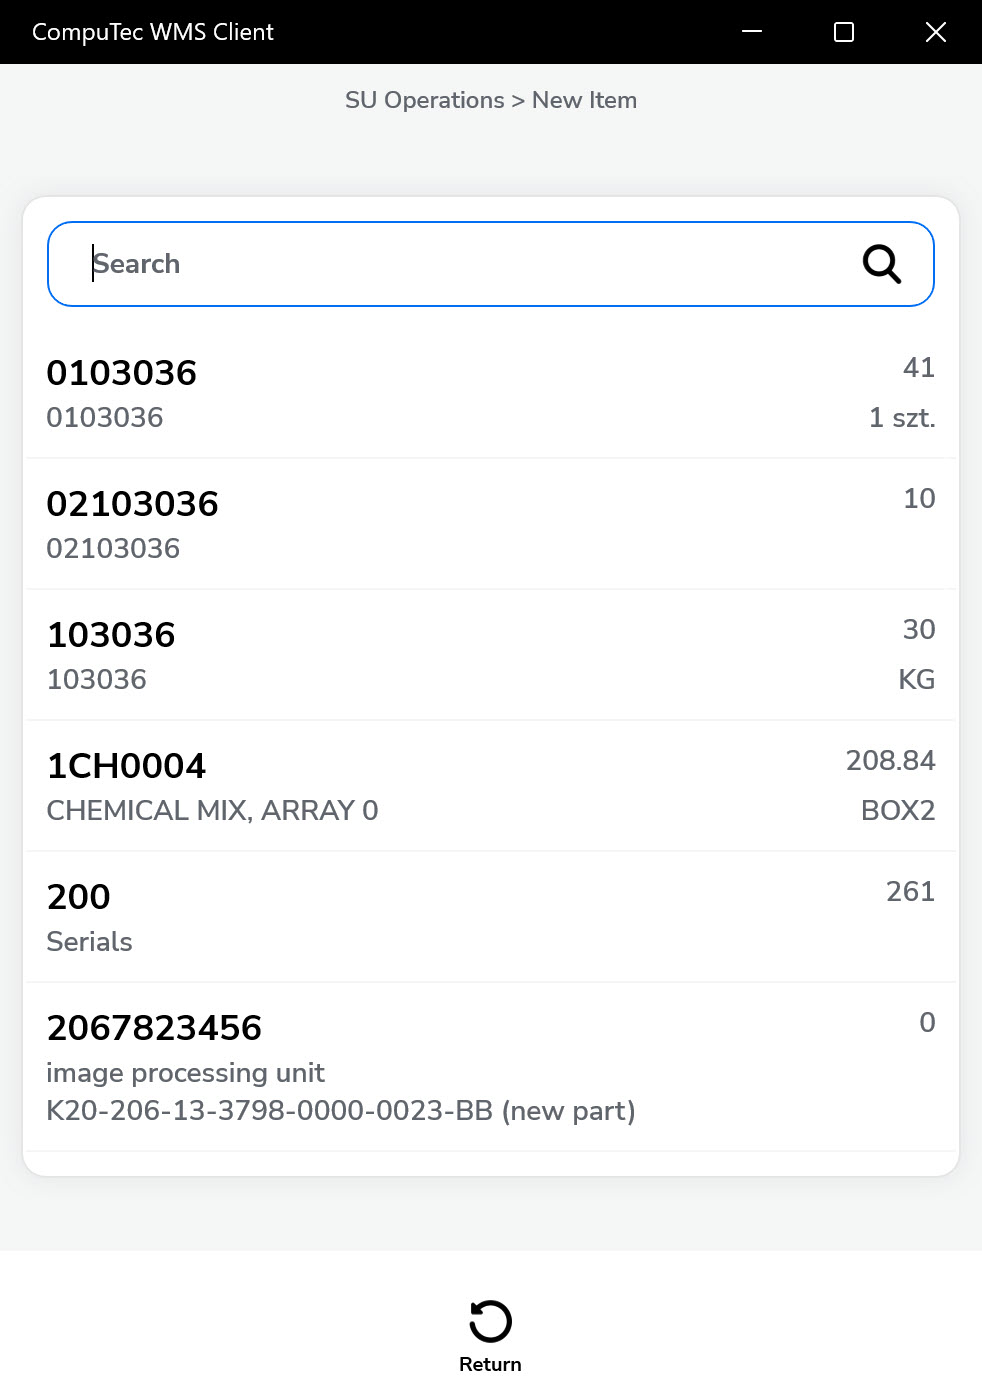 CompuTec WMS Client
SU Operations > New Item
Search
0103036
41
0103036
1 szt.
02103036
10
02103036
103036
30
103036
KG
1CH0004
208.84
CHEMICAL MIX, ARRAY 0
BOX2
200
261
Serials
2067823456
0
image processing unit
K20-206-13-3798-0000-0023-BB (new part)
Return